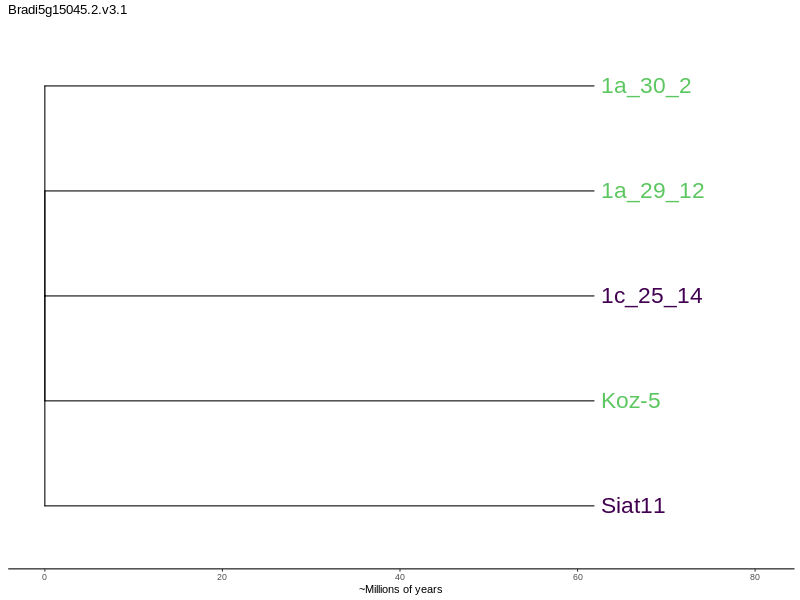 Bradi5g15045.2.v3.1
1a_30_2
1a_29_12
1c_25_14
Koz-5
Siat11
0 20 40 60 80
~Millions of years